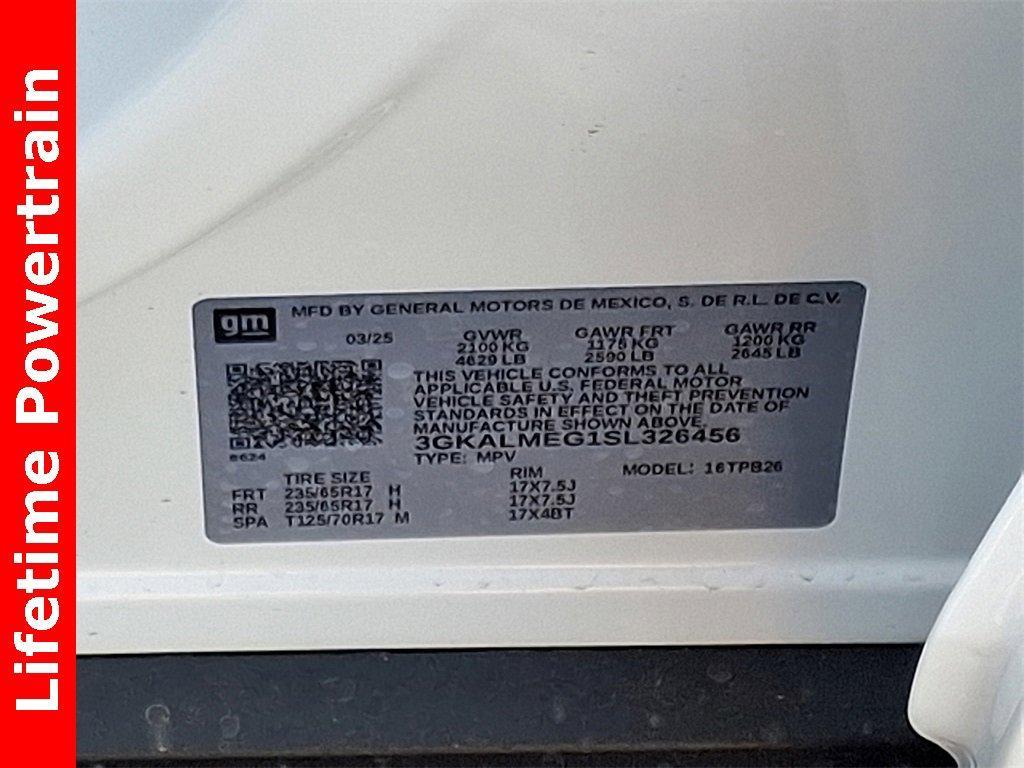 Lifetime Powertrain
gm
MFD BY GENERAL MOTORS DE MEXICO, S. DE R.L. DE C.V.
03/25 GVWR GAWR FRT GAWR RR
2100 KG 1175 KG 1200 KG
4629 LB 2590 LB 2645 LB
THIS VEHICLE CONFORMS TO ALL
APPLICABLE U.S. FEDERAL MOTOR
VEHICLE SAFETY AND THEFT PREVENTION
STANDARDS IN EFFECT ON THE DATE OF
MANUFACTURE SHOWN ABOVE.
3GKALMEG1SL326456
8624
TYPE: MPV MODEL: 16TPB26
TIRE SIZE RIM
FRT 235/65R17 H 17X7.5J
RR 235/65R17 H 17X7.5J
SPA T125/70R17 M 17X4BT